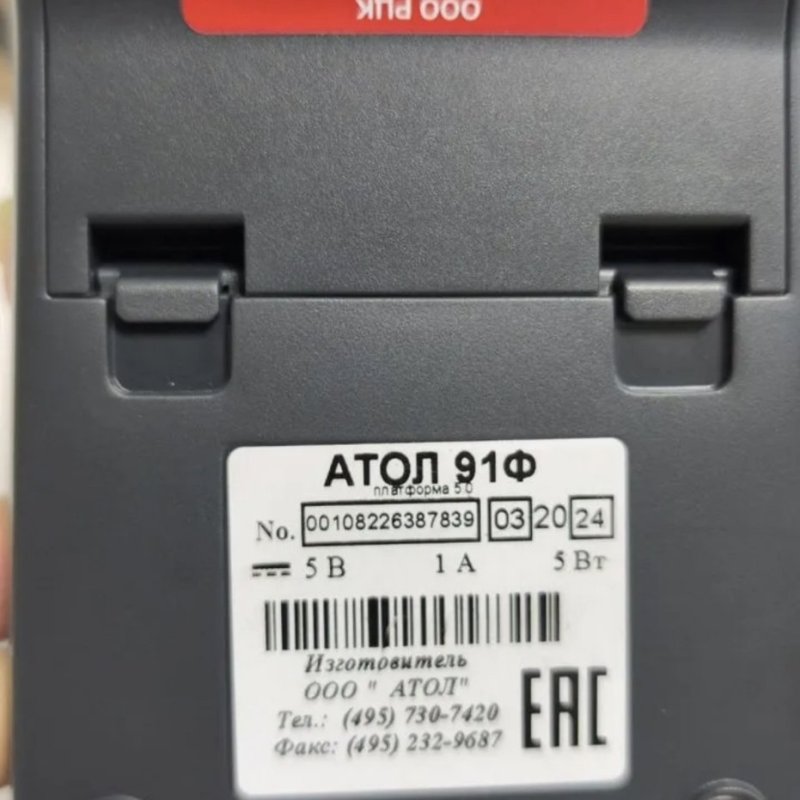 ООО РЦК
АТОЛ 91Ф
платформа 5.0
No. 00108226387839 03 20 24
5 В 1 А 5 Вт
Изготовитель
ООО " АТОЛ"
Тел.: (495) 730-7420
Факс: (495) 232-9687
EAC